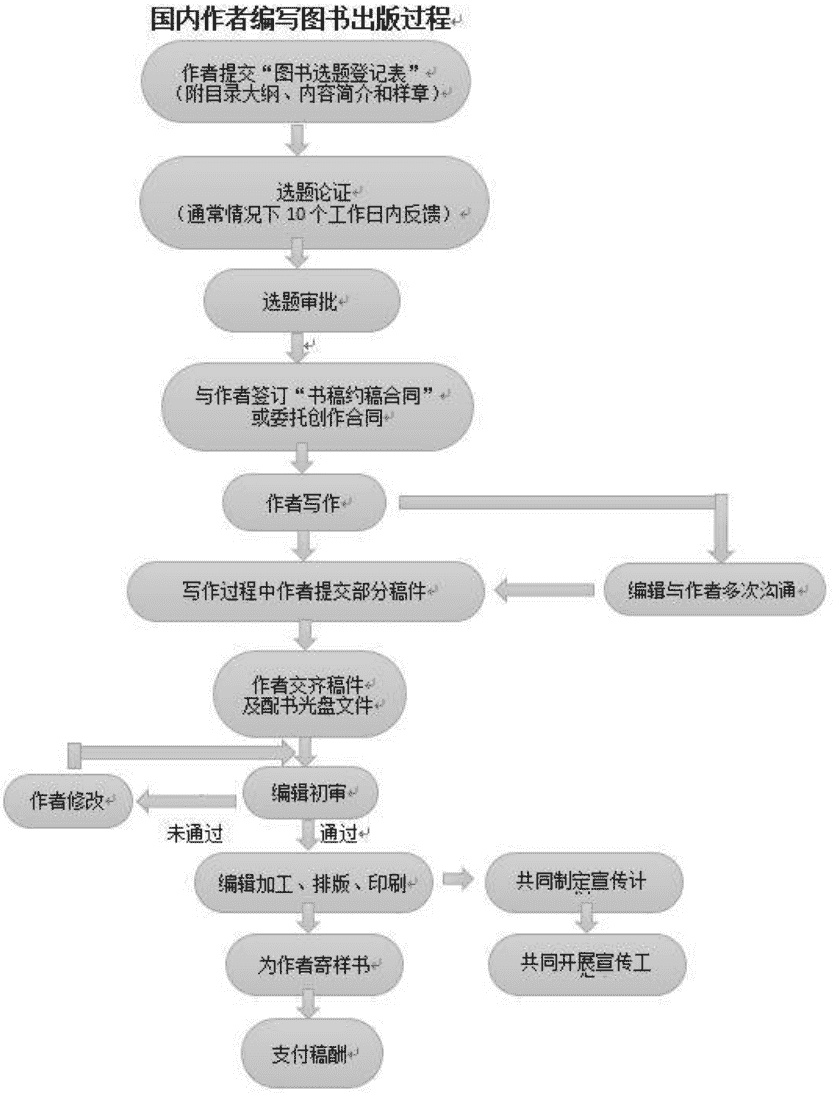 国内作者编写图书出版过程
作者提交“图书选题登记表”
（附目录大纲、内容简介和样章）
选题论证
（通常情况下 10 个工作日内反馈）
选题审批
与作者签订“书稿约稿合同”
或委托创作合同
作者写作
写作过程中作者提交部分稿件
编辑与作者多次沟通
作者交齐稿件
及配书光盘文件
作者修改
编辑初审
未通过
通过
编辑加工、排版、印刷
共同制定宣传计
为作者寄样书
共同开展宣传工
支付稿酬